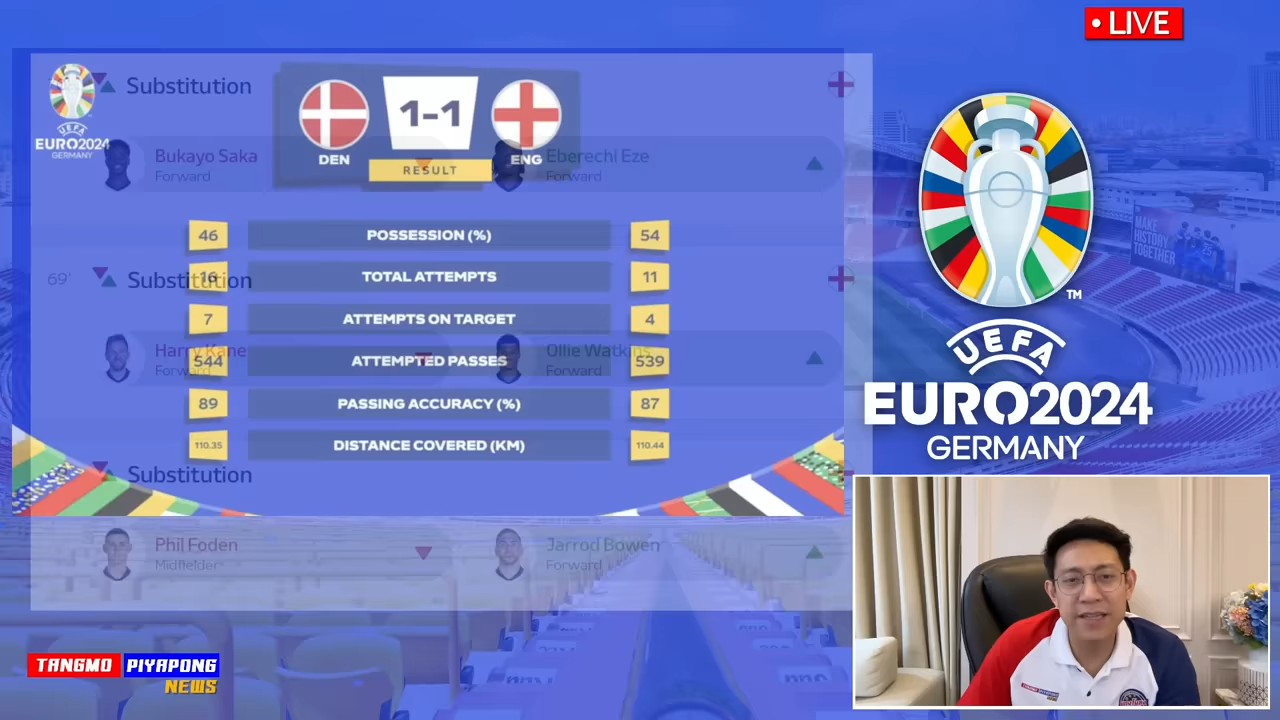 • LIVE
UEFA
EURO2024
GERMANY
Substitution
1-1
DEN
ENG
RESULT
Bukayo Saka
Forward
Eberechi Eze
Forward
46 POSSESSION (%) 54
69' Substitution
16 TOTAL ATTEMPTS 11
7 ATTEMPTS ON TARGET 4
Harry Kane
Forward
Ollie Watkins
Forward
544 ATTEMPTED PASSES 539
89 PASSING ACCURACY (%) 87
110.35 DISTANCE COVERED (KM) 110.44
Substitution
Phil Foden
Midfielder
Jarrod Bowen
Forward
MAKE
HISTORY
TOGETHER
TM
UEFA
EURO2024
GERMANY
TANGMO PIYAPONG
NEWS